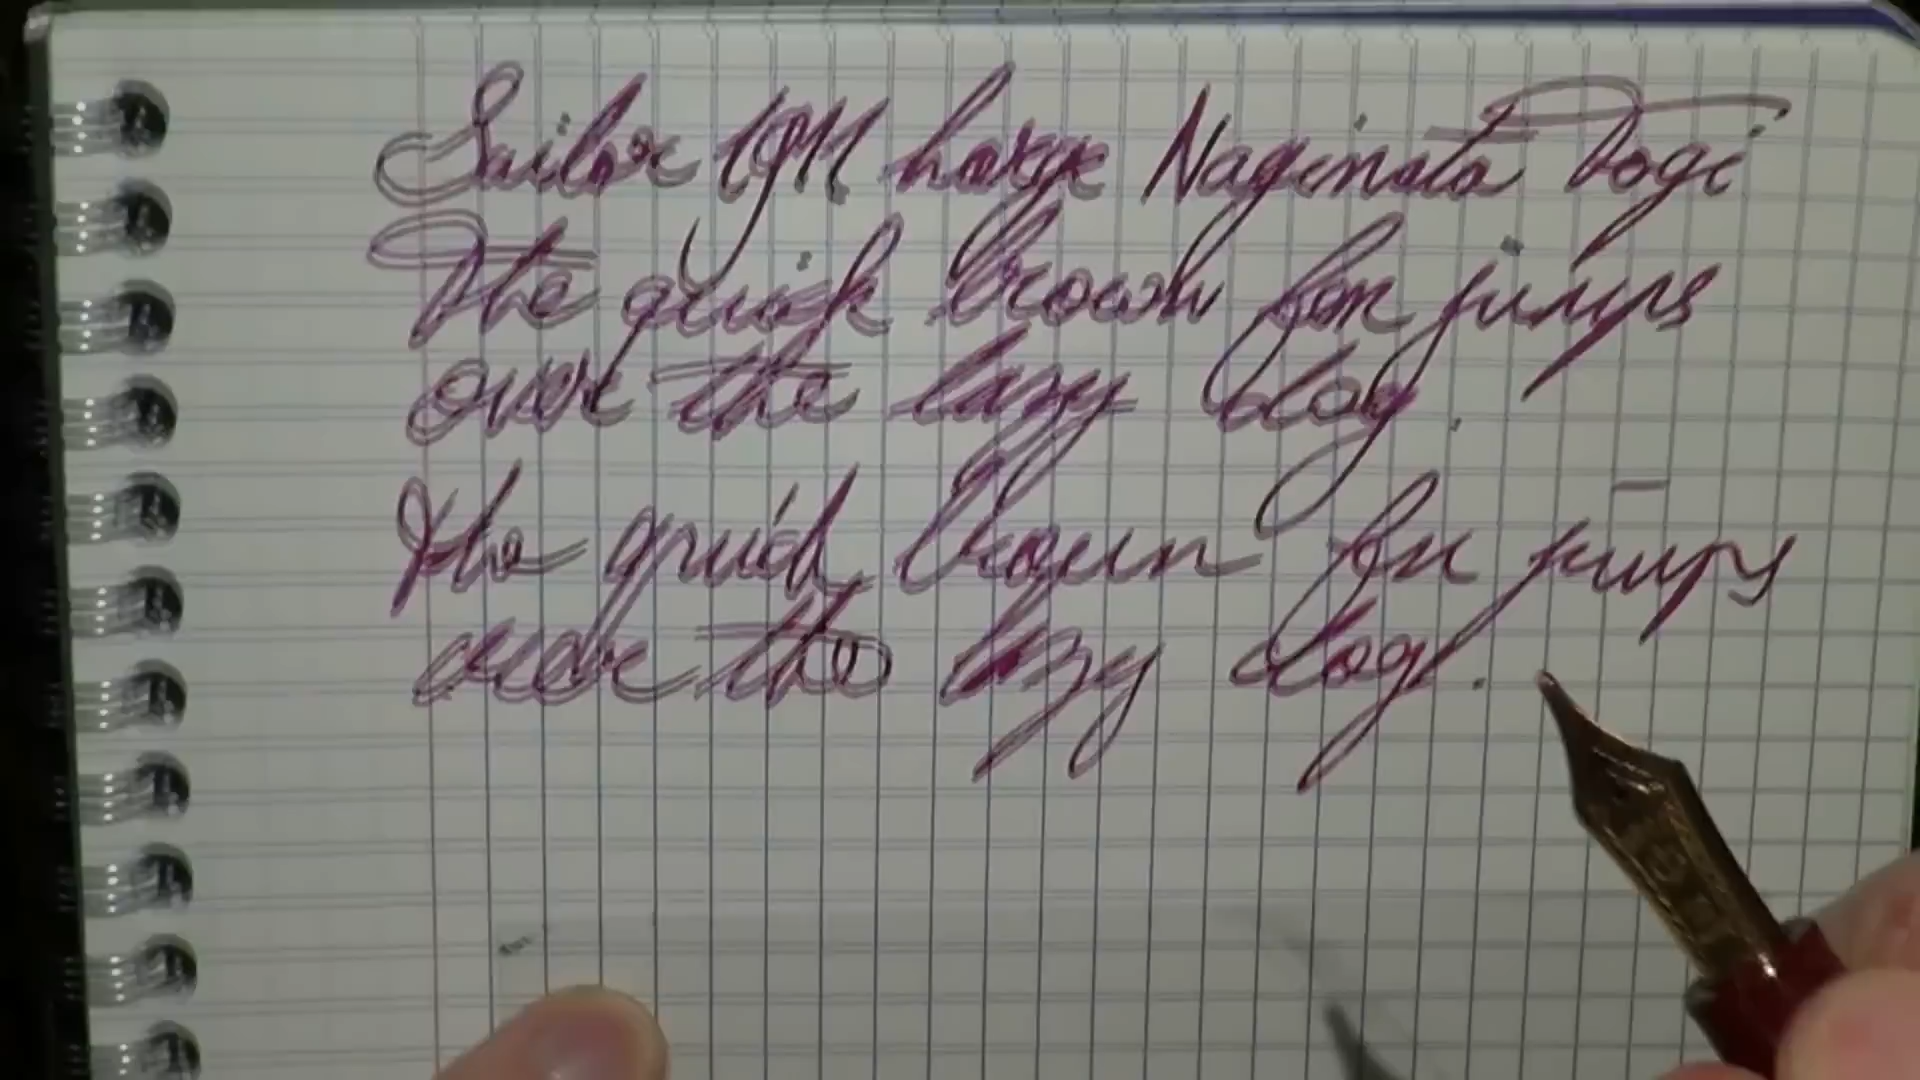 Sailor 1911 large Naginata Togi
The quick brown fox jumps
over the lazy dog.
The quick brown fox jumps
over the lazy dog.